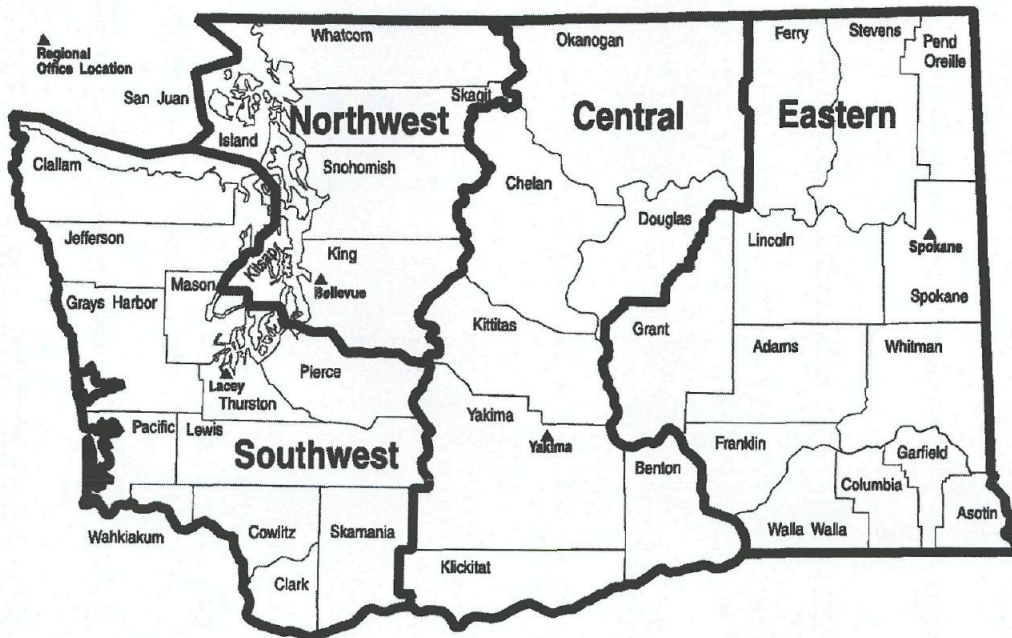 Whatcom
Okanogan
Ferry
Stevens
Pend
Oreille
Regional
Office Location
San Juan
Skagit
Island
Northwest
Central
Eastern
Clallam
Snohomish
Chelan
Douglas
Jefferson
Lincoln
Spokane
King
Kitsap
Mason
Bellevue
Spokane
Grays Harbor
Kittitas
Grant
Adams
Whitman
Pierce
Lacey
Thurston
Pacific
Lewis
Yakima
Yakima
Southwest
Franklin
Benton
Garfield
Columbia
Asotin
Walla Walla
Wahkiakum
Cowlitz
Skamania
Klickitat
Clark